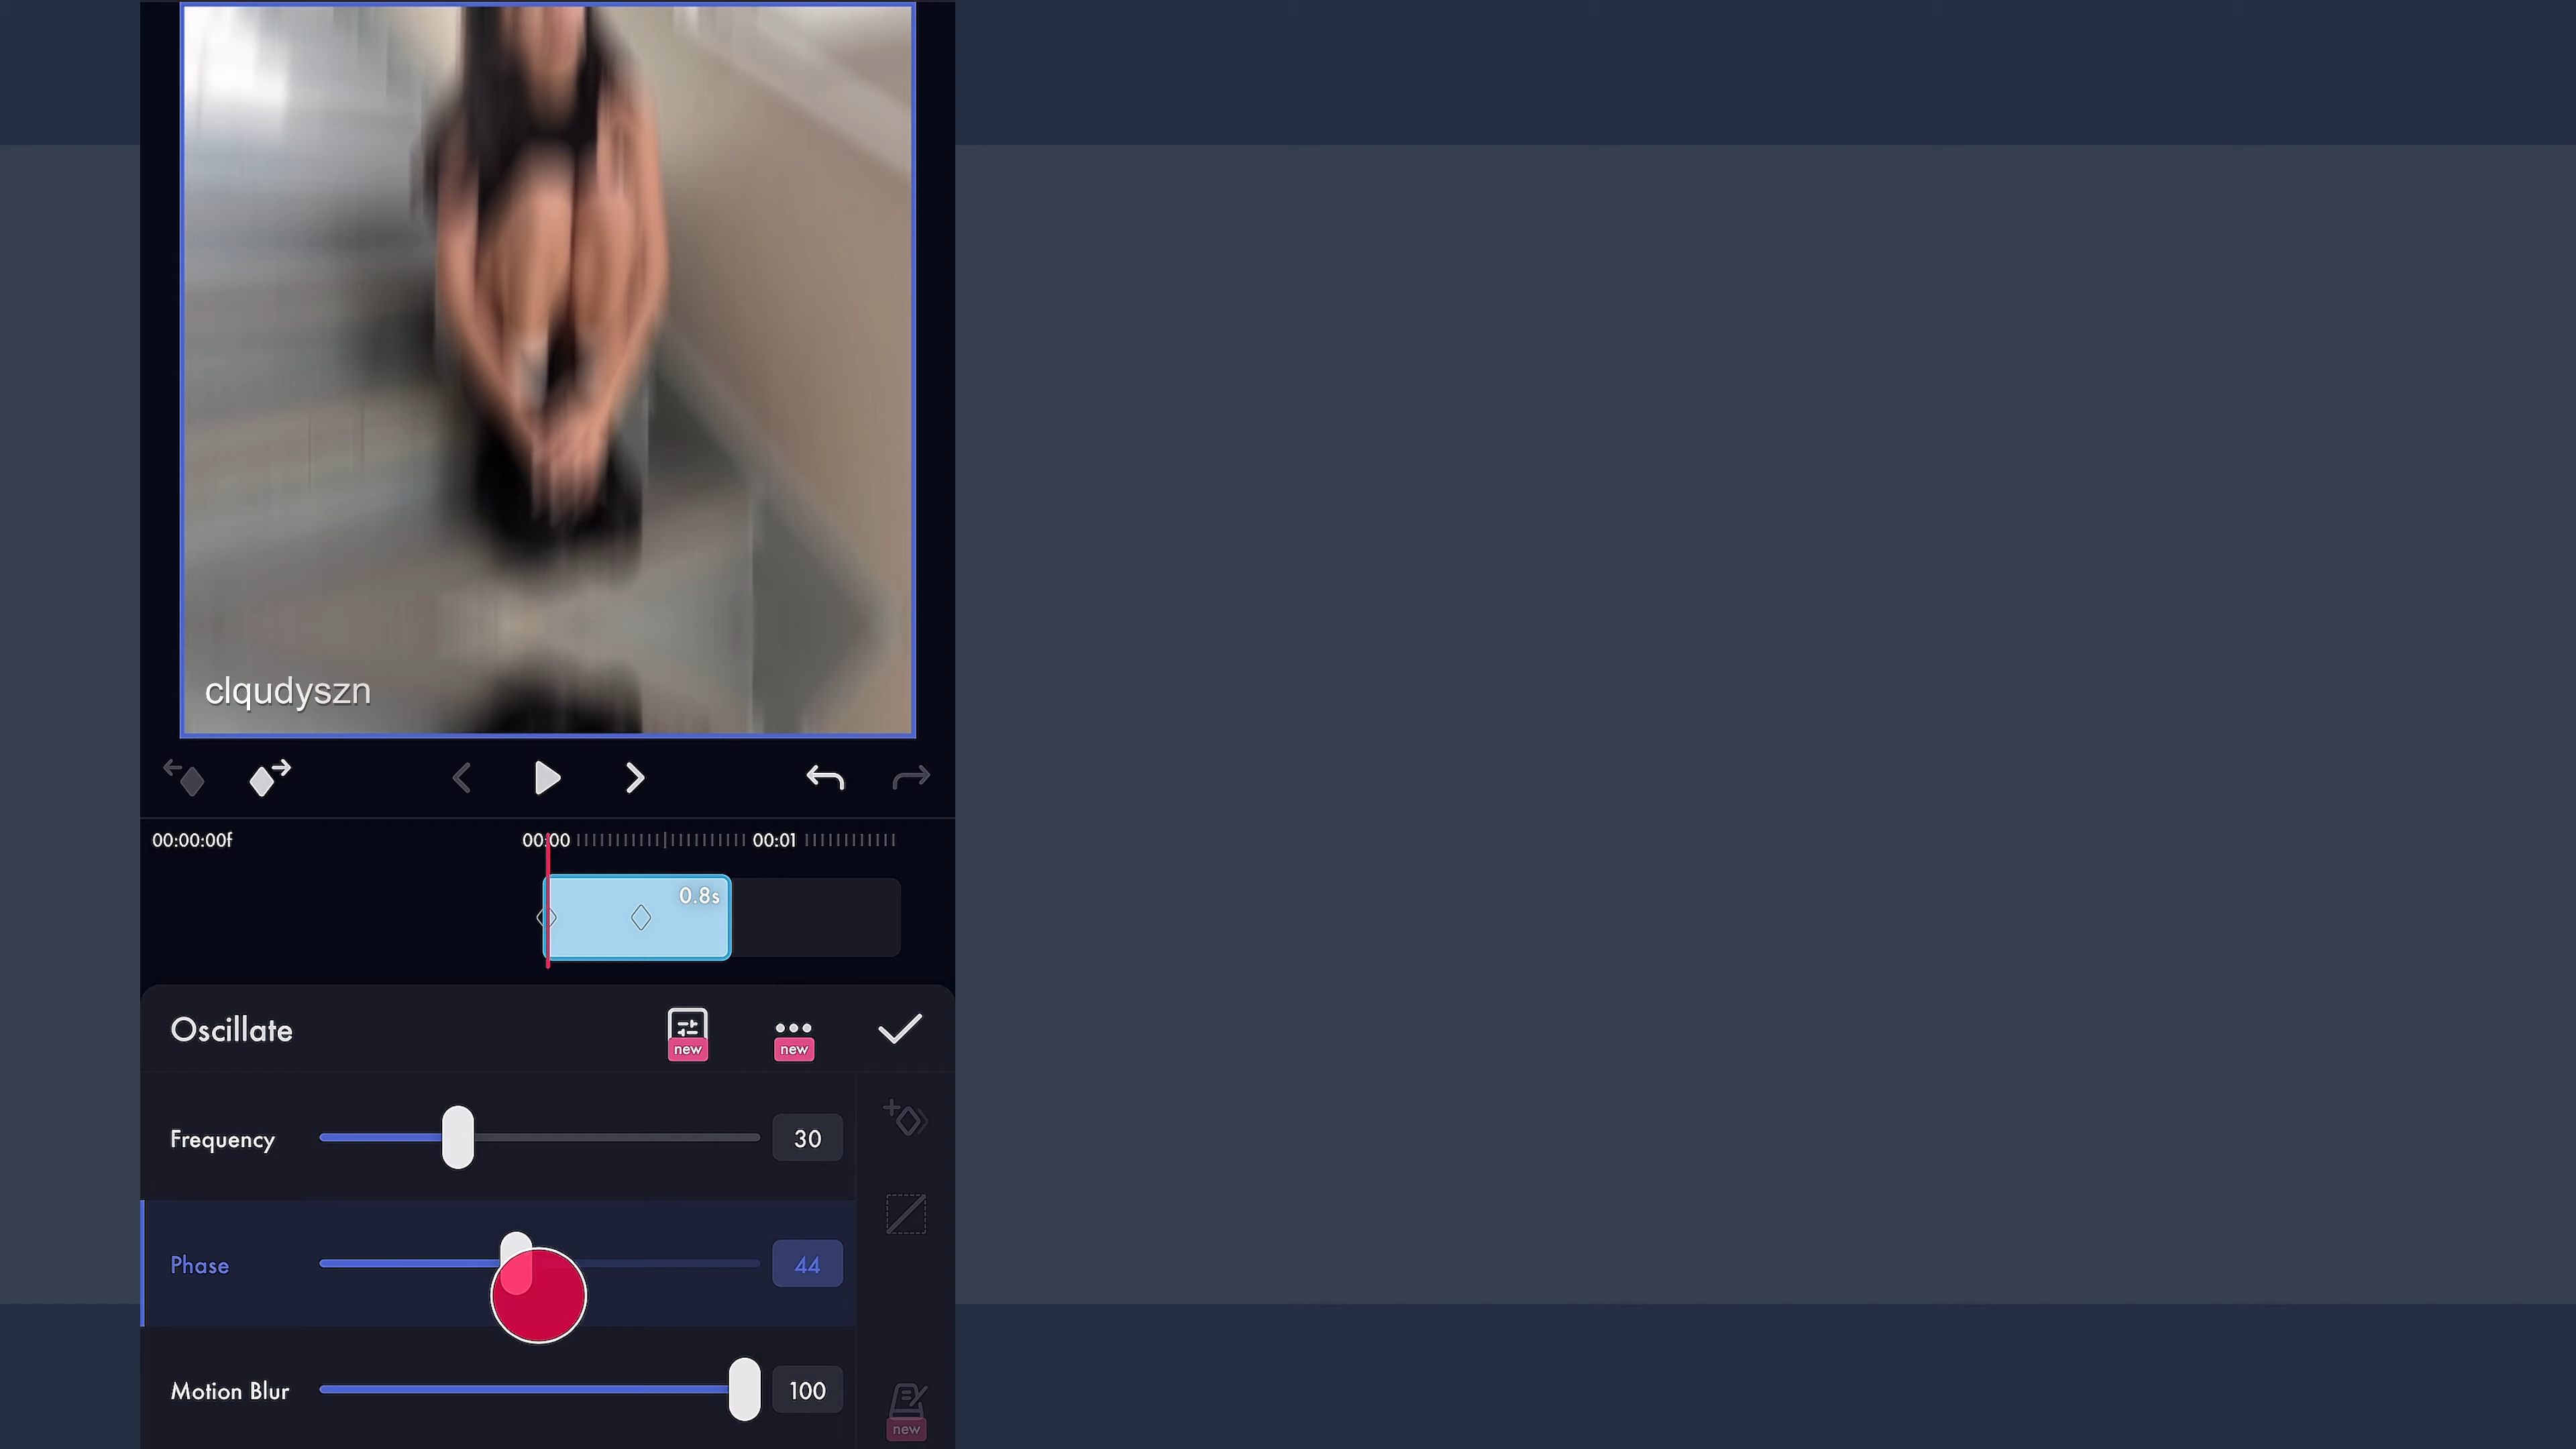 clqudyszn
00:00:00f
00:00
00:01
0.8s
Oscillate
new
new
Frequency
30
Phase
44
Motion Blur
100
new